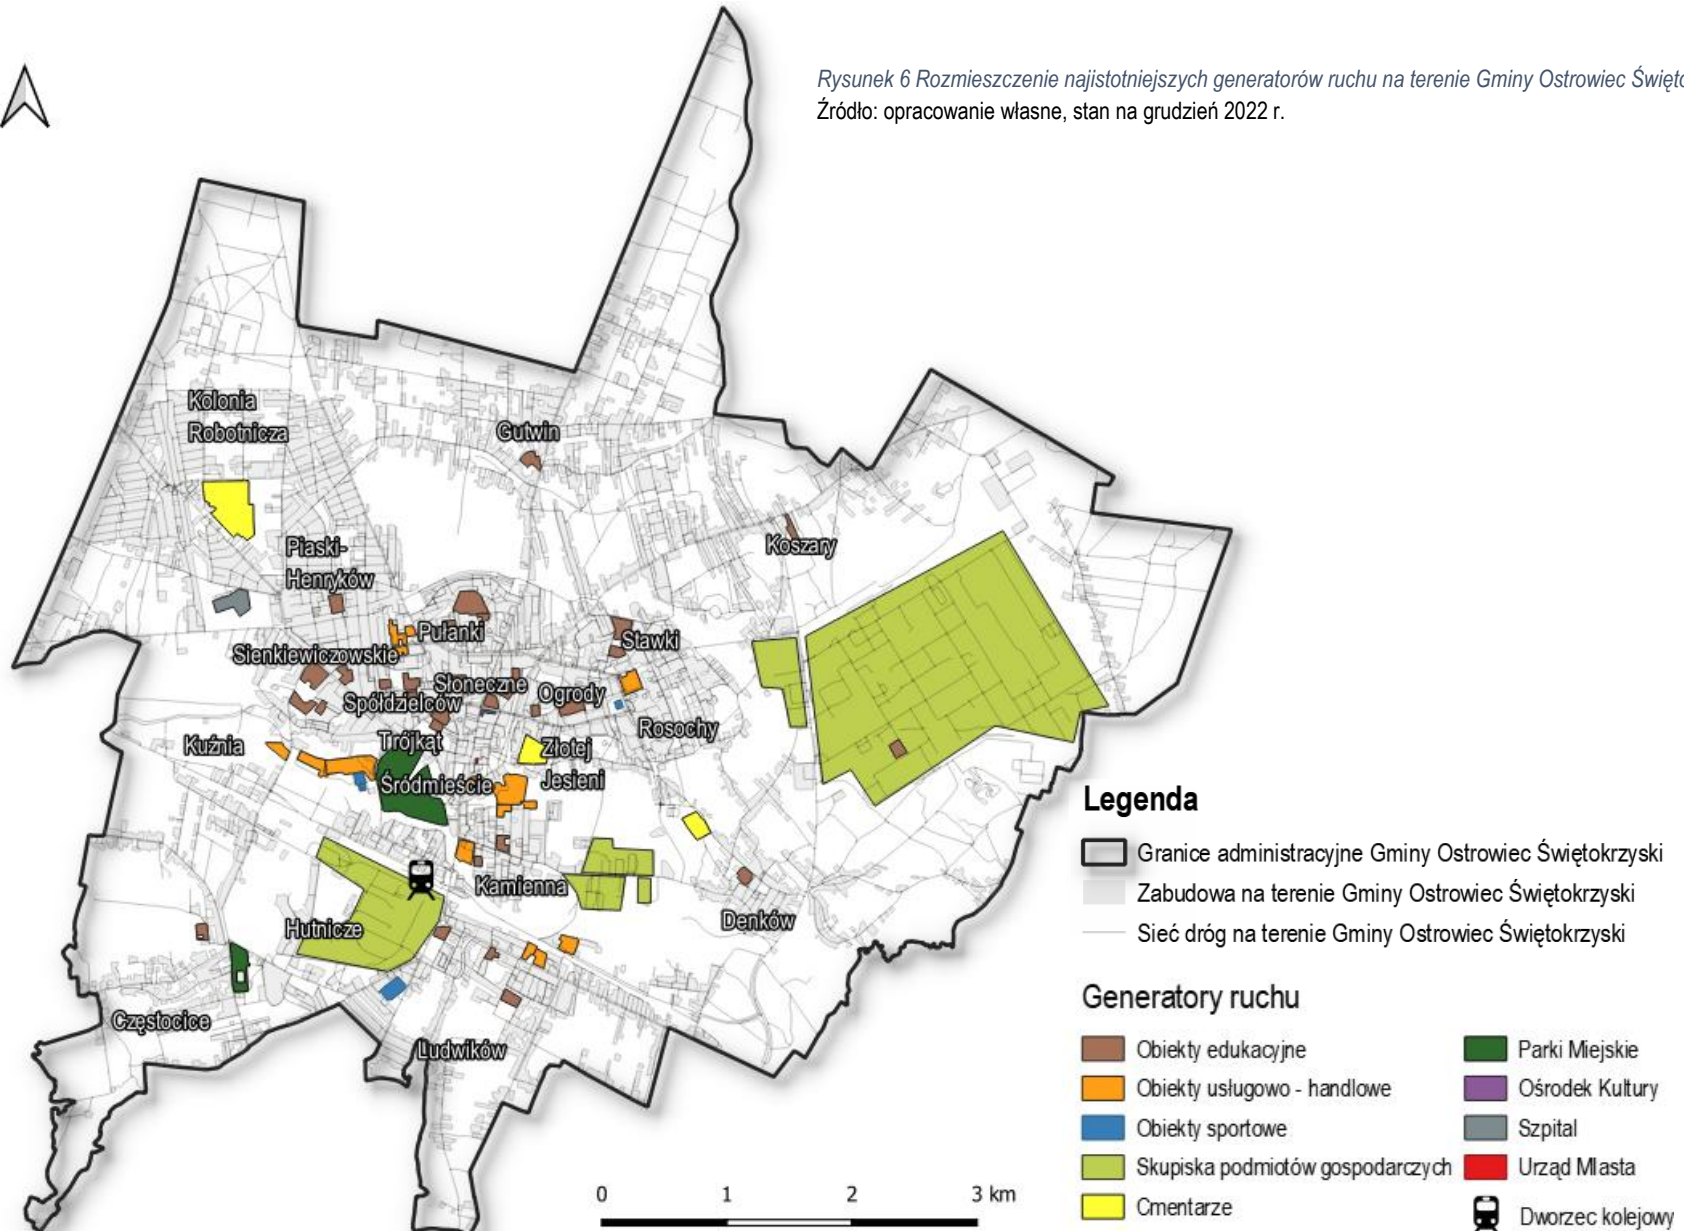 Rysunek 6 Rozmieszczenie najistotniejszych generatorów ruchu na terenie Gminy Ostrowiec Święto
Źródło: opracowanie własne, stan na grudzień 2022 r.
Kolonia
Robotnicza
Gutwin
Koszary
Piaski-
Henryków
Pułanki
Stawki
Sienkiewiczowskie
Słoneczne
Ogrody
Spółdzielców
Rosochy
Kuźnia
Trójkąt
Złotej
Jesieni
Śródmieście
Kamienna
Hutnicze
Denków
Częstocice
Ludwików
Legenda
Granice administracyjne Gminy Ostrowiec Świętokrzyski
Zabudowa na terenie Gminy Ostrowiec Świętokrzyski
Sieć dróg na terenie Gminy Ostrowiec Świętokrzyski
Generatory ruchu
Obiekty edukacyjne
Obiekty usługowo - handlowe
Obiekty sportowe
Skupiska podmiotów gospodarczych
Cmentarze
Parki Miejskie
Ośrodek Kultury
Szpital
Urząd MIasta
Dworzec kolejowy
0 1 2 3 km